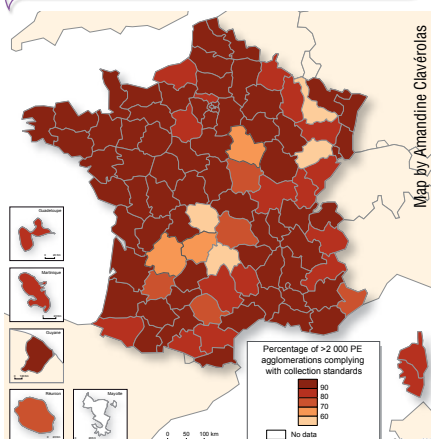 Map by Amandine Clavérolas
Guadeloupe
Martinique
Guyane
Réunion
Mayotte
Percentage of >2 000 PE
agglomerations complying
with collection standards
90
80
70
60
No data
0 50 100 km